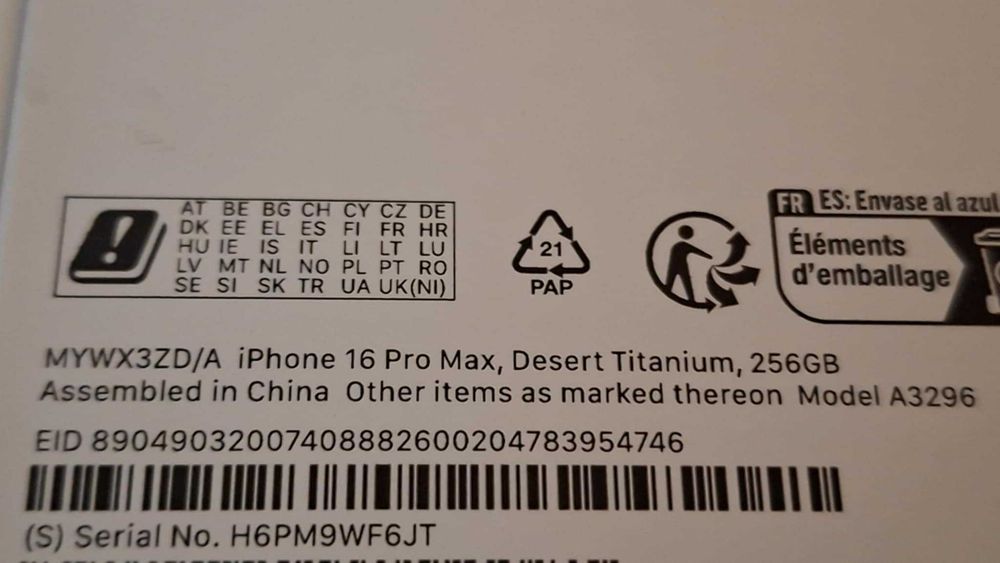 AT BE BG CH CY CZ DE
DK EE EL ES FI FR HR
HU IE IS IT LI LT LU
LV MT NL NO PL PT RO
SE SI SK TR UA UK(NI)
21
PAP
FR ES: Envase al azul
Éléments
d'emballage
MYWX3ZD/A iPhone 16 Pro Max, Desert Titanium, 256GB
Assembled in China Other items as marked thereon Model A3296
EID 89049032007408882600204783954746
(S) Serial No. H6PM9WF6JT